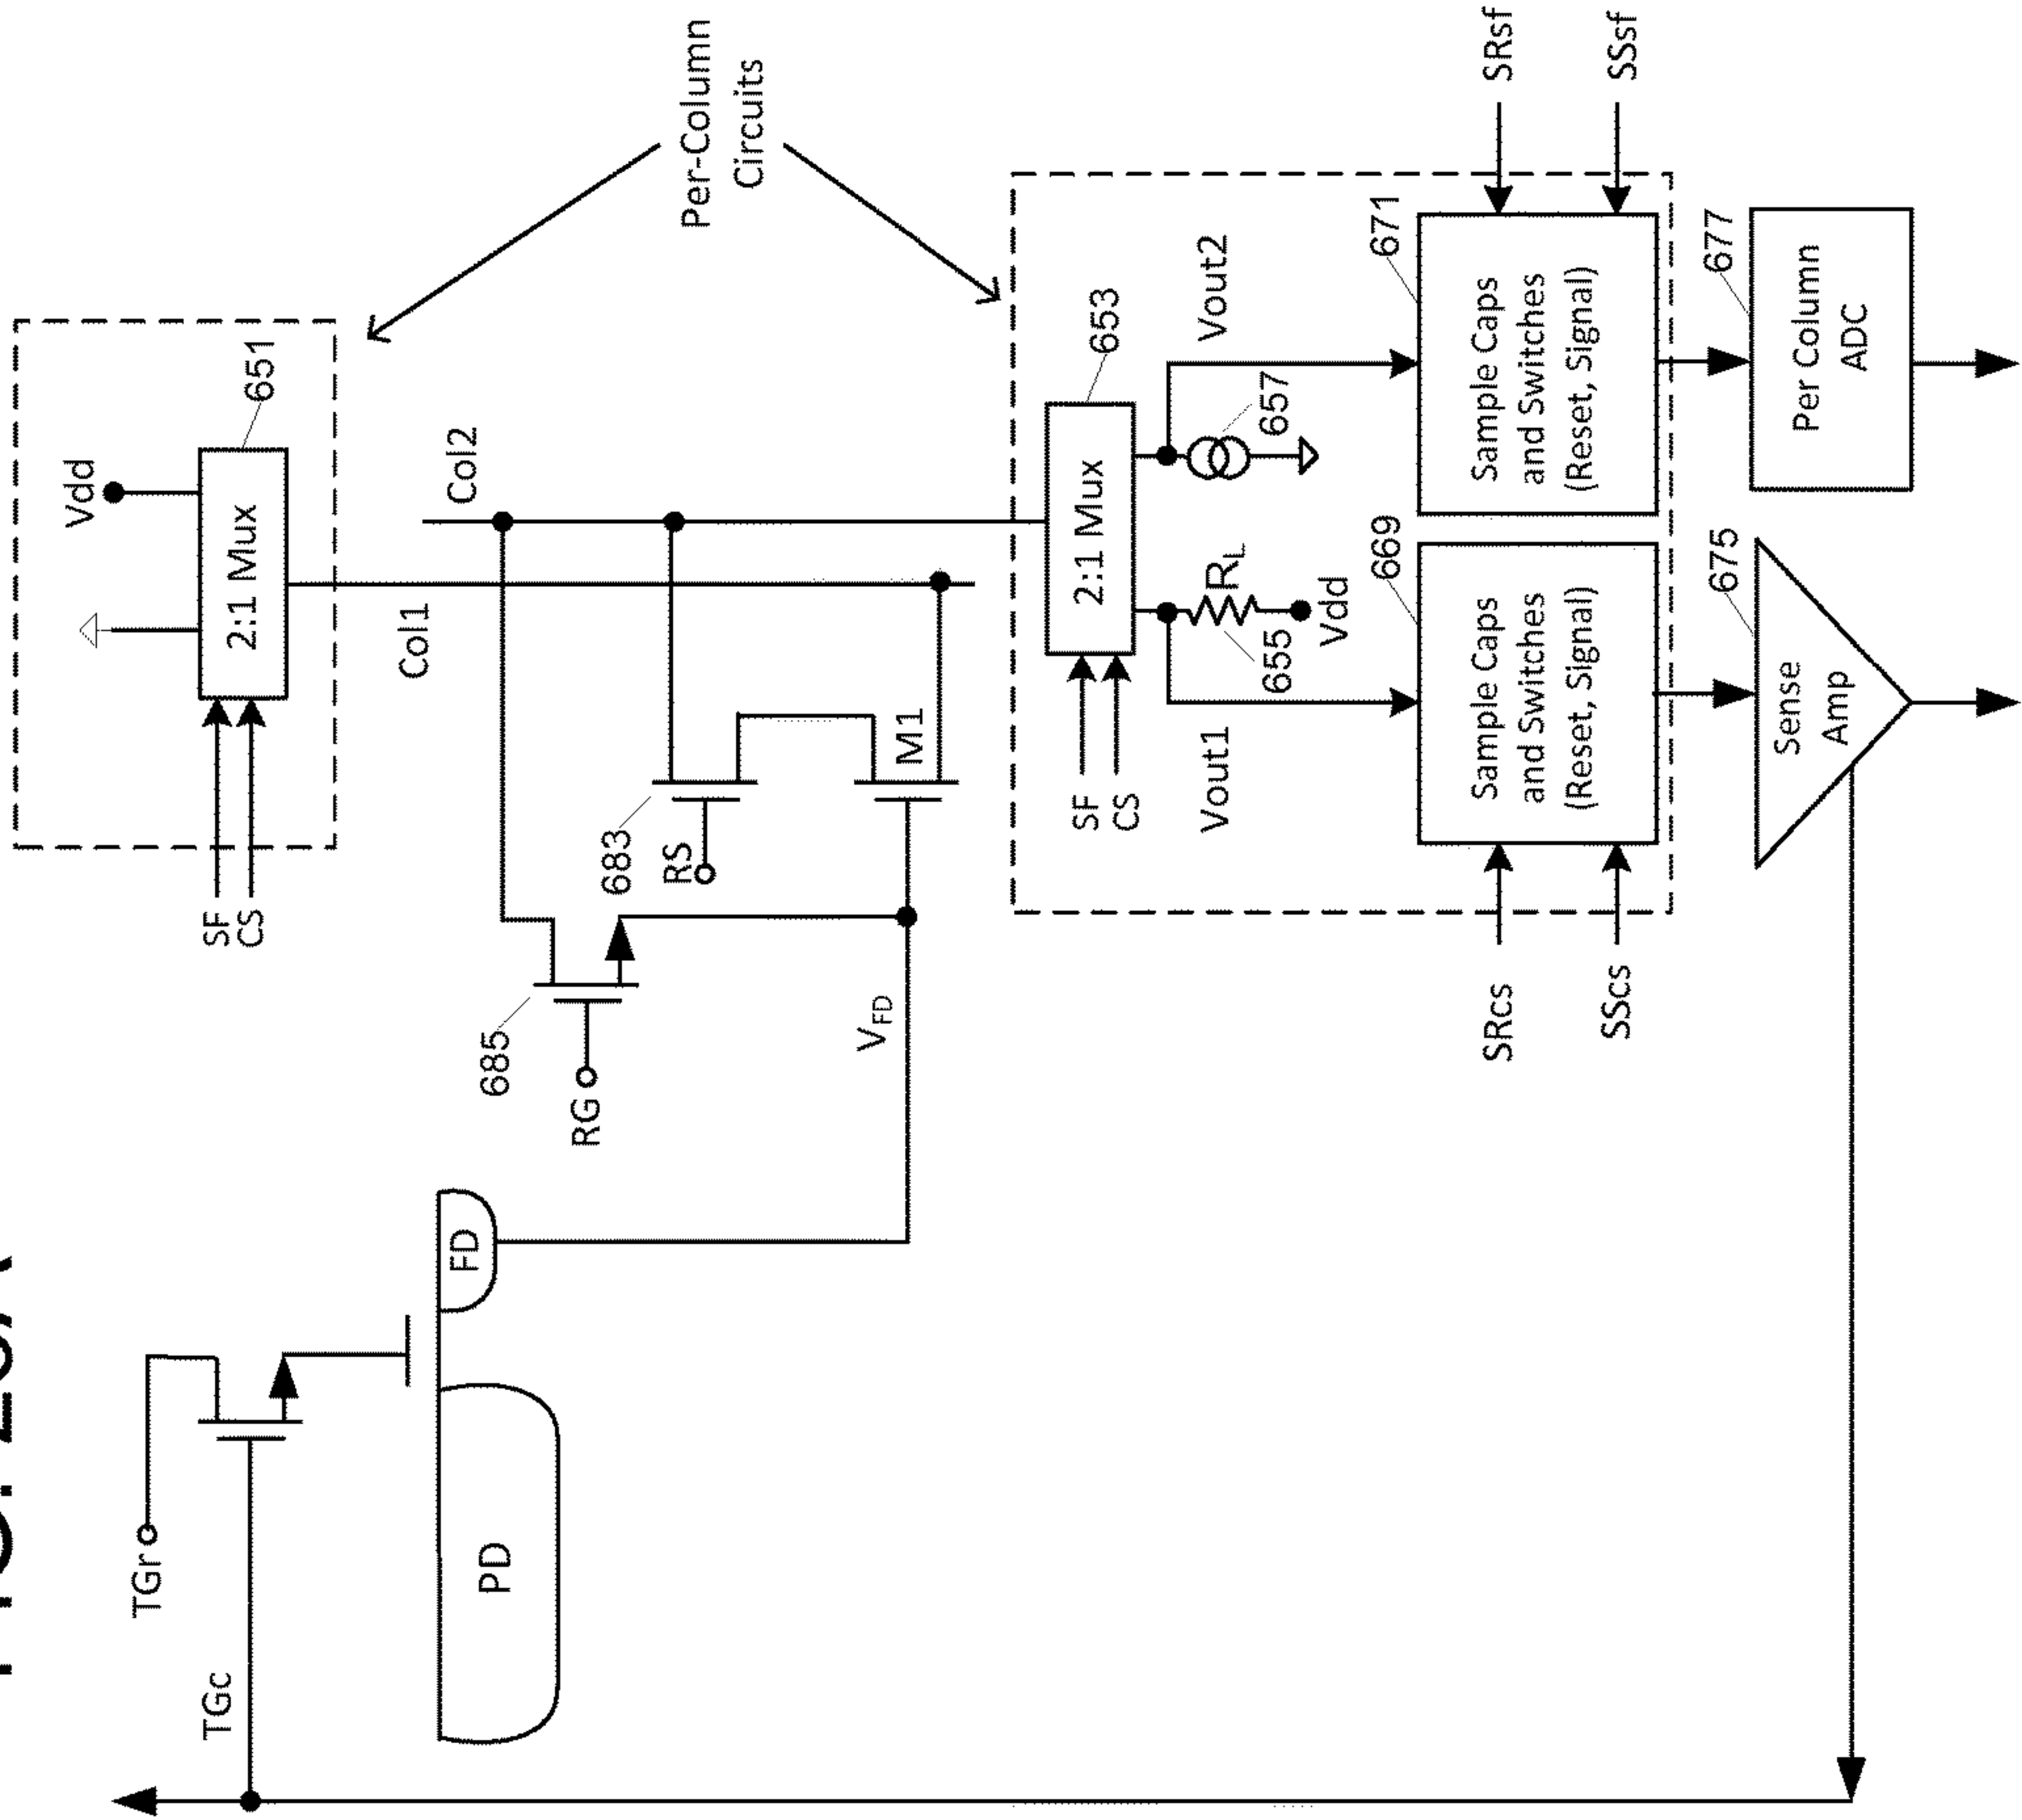 TGr
TGc
PD
FD
RG
685
V_FD
SF
CS
Vdd
2:1 Mux
651
Per-Column
Circuits
Col1
Col2
683
RS
M1
SF
CS
2:1 Mux
653
Vout1
Vout2
R_L
655
Vdd
657
SRcs
SScs
669
Sample Caps
and Switches
(Reset, Signal)
671
Sample Caps
and Switches
(Reset, Signal)
SRsf
SSsf
675
Sense
Amp
677
Per Column
ADC